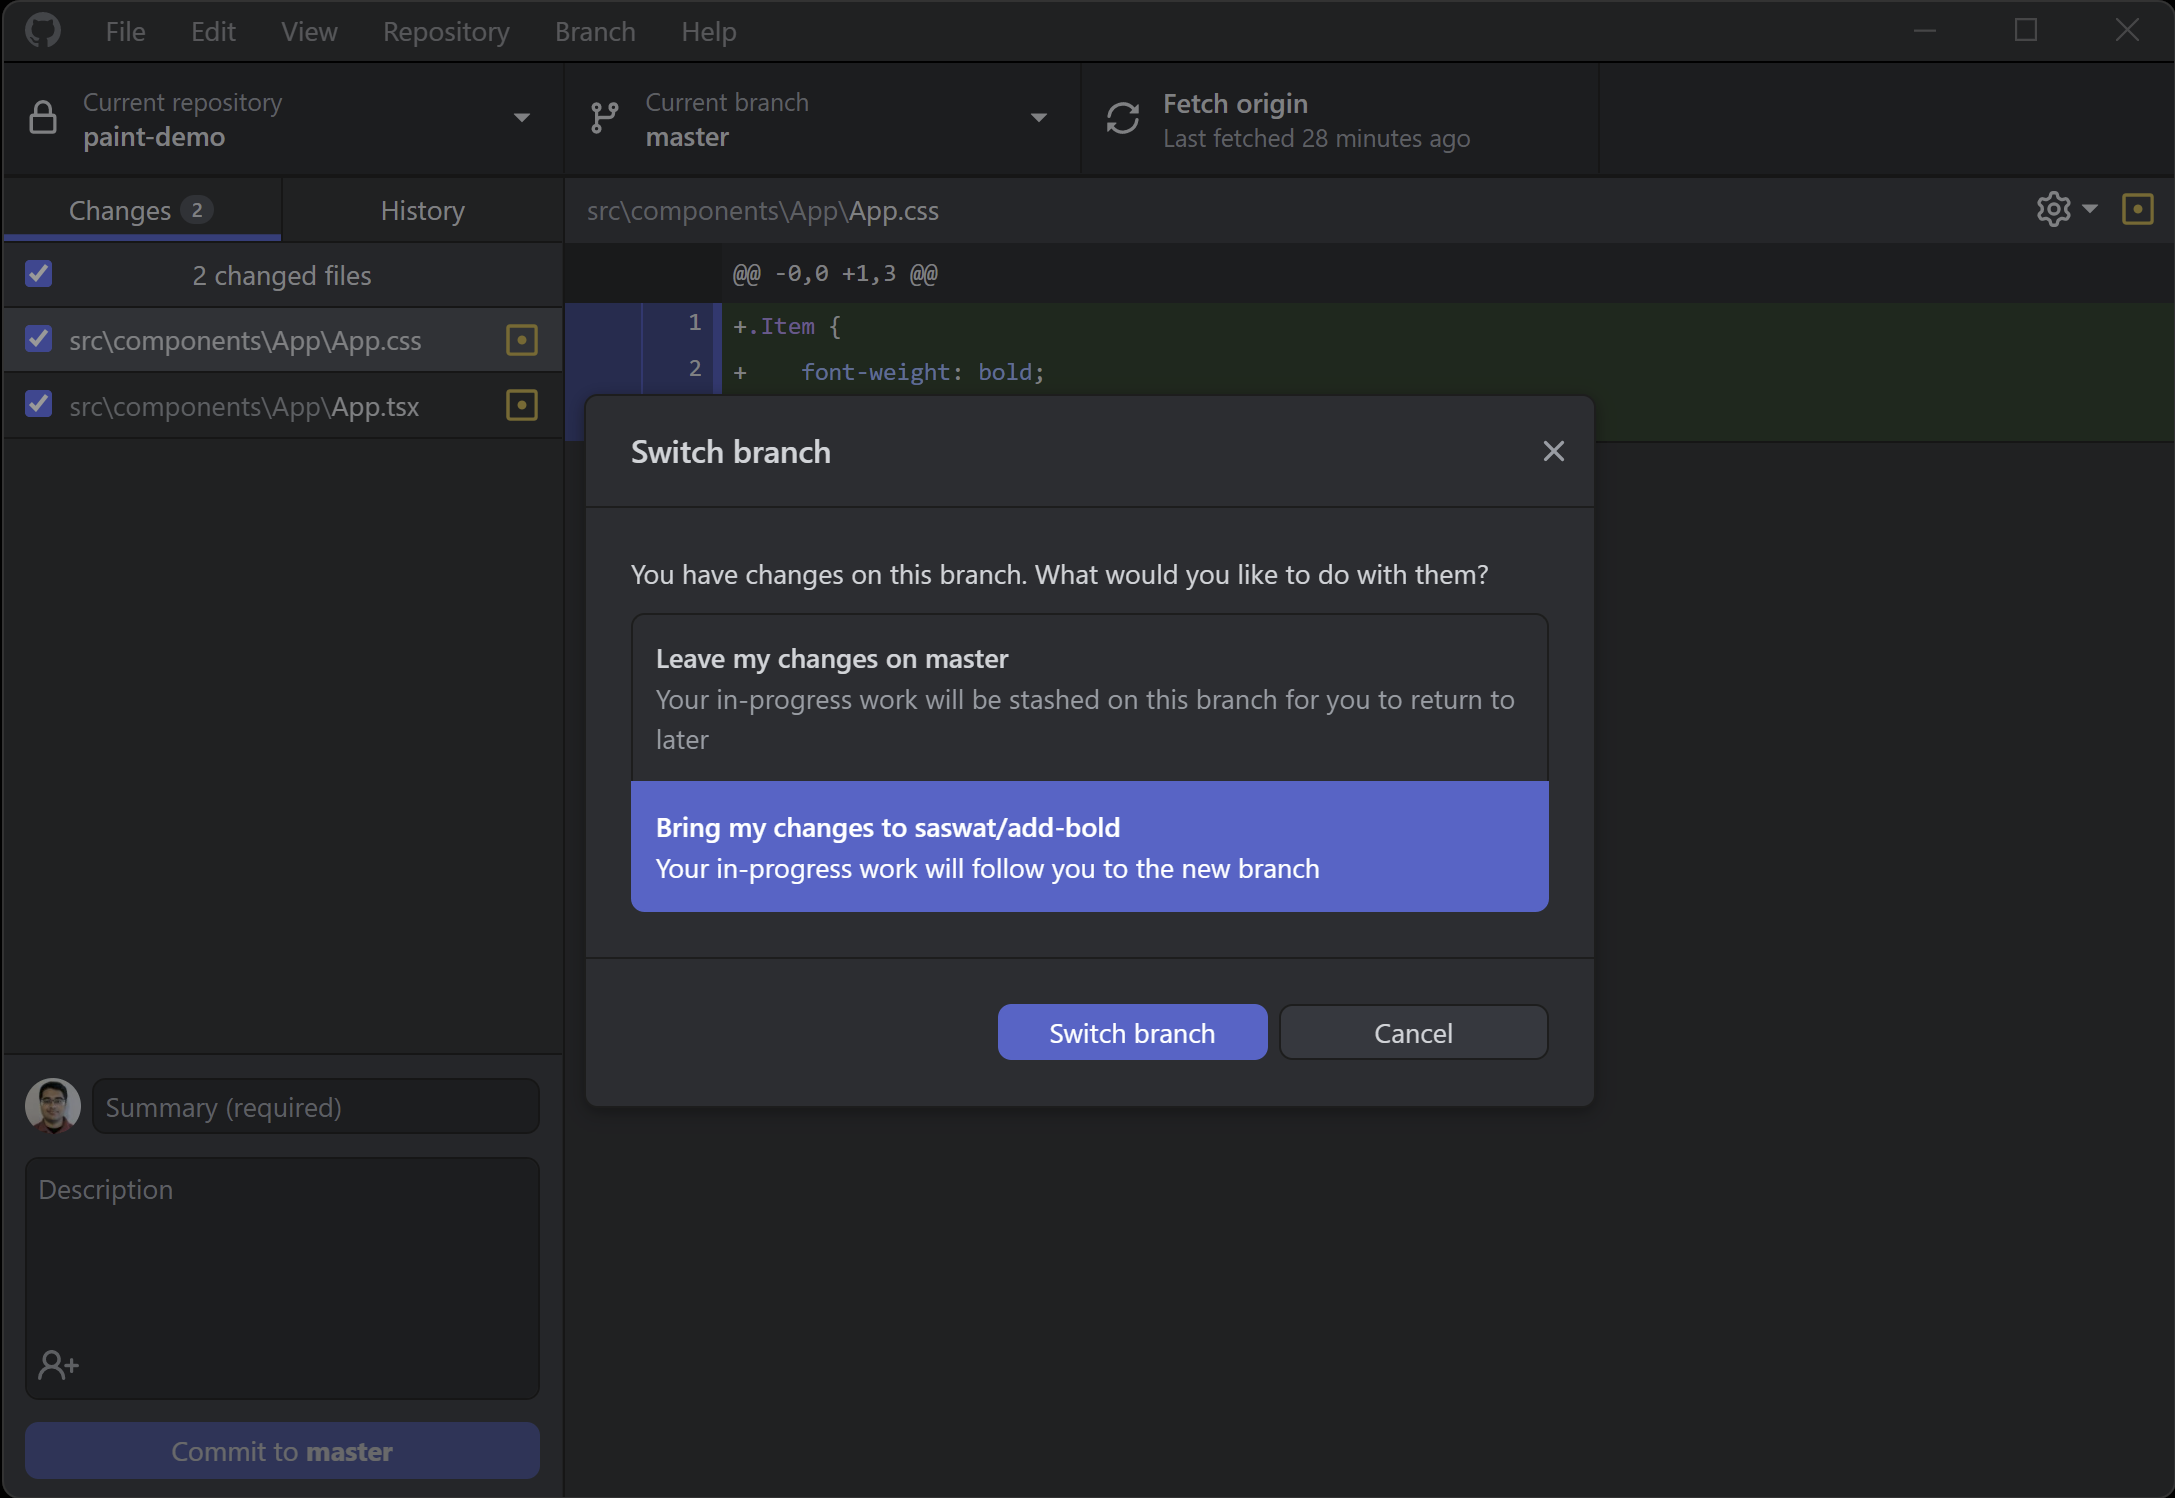 File Edit View Repository Branch Help
Current repository
paint-demo
Current branch
master
Fetch origin
Last fetched 28 minutes ago
Changes 2
History
src\components\App\App.css
2 changed files
src\components\App\App.css
src\components\App\App.tsx
@@ -0,0 +1,3 @@
1 +.Item {
2 +    font-weight: bold;
Switch branch
You have changes on this branch. What would you like to do with them?
Leave my changes on master
Your in-progress work will be stashed on this branch for you to return to
later
Bring my changes to saswat/add-bold
Your in-progress work will follow you to the new branch
Switch branch
Cancel
Summary (required)
Description
Commit to master